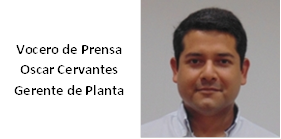 Vocero de Prensa
Oscar Cervantes
Gerente de Planta